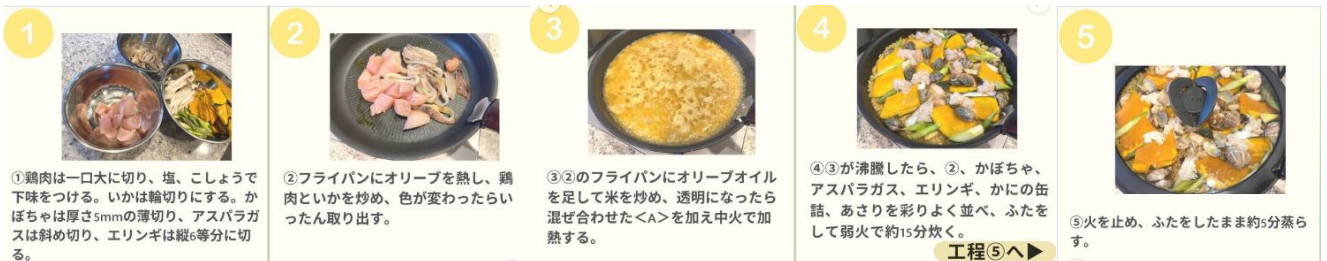 1
①鶏肉は一口大に切り、塩、こしょうで
下味をつける。いかは輪切りにする。か
ぼちゃは厚さ5mmの薄切り、アスパラガ
スは斜め切り、エリンギは縦6等分に切
る。
2
②フライパンにオリーブを熱し、鶏
肉といかを炒め、色が変わったらい
ったん取り出す。
3
③②のフライパンにオリーブオイル
を足して米を炒め、透明になったら
混ぜ合わせた<A>を加え中火で加
熱する。
4
④③が沸騰したら、②、かぼちゃ、
アスパラガス、エリンギ、かにの缶
詰、あさりを彩りよく並べ、ふたを
して弱火で約15分炊く。
工程⑤へ▶
5
⑤火を止め、ふたをしたまま約5分蒸ら
す。